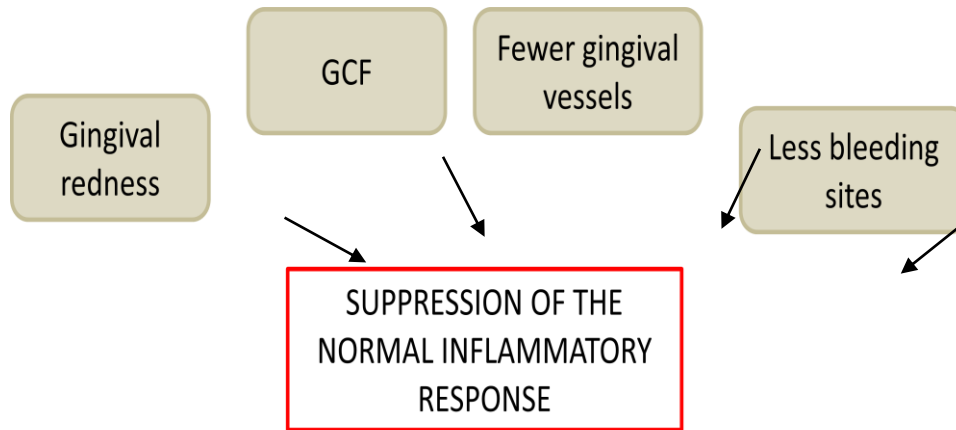 Gingival
redness
GCF
Fewer gingival
vessels
Less bleeding
sites
SUPPRESSION OF THE
NORMAL INFLAMMATORY
RESPONSE